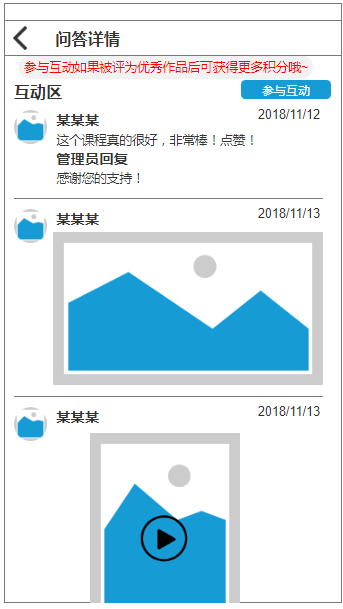 问答详情
参与互动如果被评为优秀作品后可获得更多积分哦~
互动区
参与互动
某某某
2018/11/12
这个课程真的很好，非常棒！点赞！
管理员回复
感谢您的支持！
某某某
2018/11/13
某某某
2018/11/13